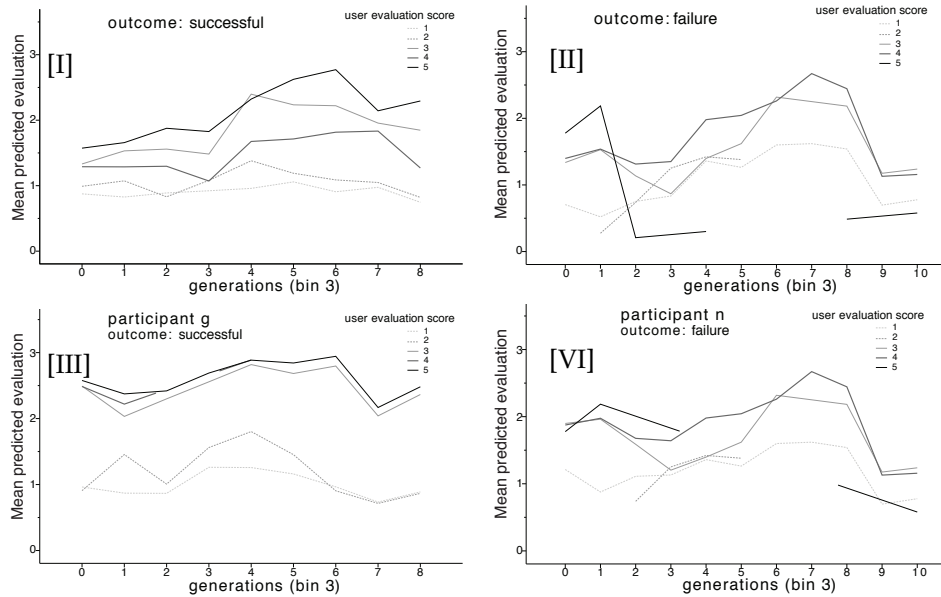 [I]
outcome: successful
user evaluation score
1
2
3
4
5
Mean predicted evaluation
3
2
1
0
0 1 2 3 4 5 6 7 8
generations (bin 3)
[II]
outcome: failure
user evaluation score
1
2
3
4
5
Mean predicted evaluation
3
2
1
0
0 1 2 3 4 5 6 7 8 9 10
generations (bin 3)
[III]
participant g
outcome: successful
user evaluation score
1
2
3
4
5
Mean predicted evaluation
3
2
1
0
0 1 2 3 4 5 6 7 8
generations (bin 3)
[VI]
participant n
outcome: failure
user evaluation score
1
2
3
4
5
Mean predicted evaluation
3
2
1
0
0 1 2 3 4 5 6 7 8 9 10
generations (bin 3)